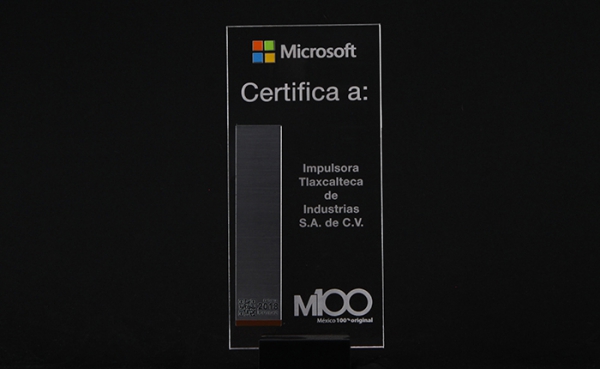 Microsoft
Certifica a:
Impulsora
Tlaxcalteca
de
Industrias
S.A. de C.V.
M100
México 100% original